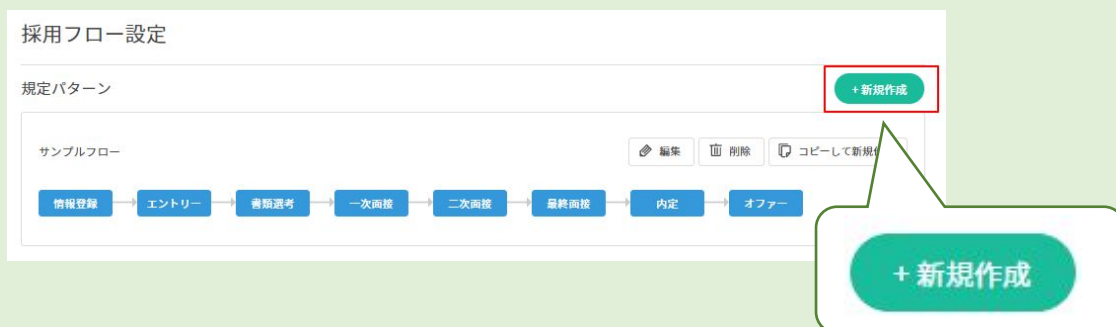 採用フロー設定
規定パターン
+新規作成
サンプルフロー
編集
削除
コピーして新規
情報登録
エントリー
書類選考
一次面接
二次面接
最終面接
内定
オファー
+新規作成